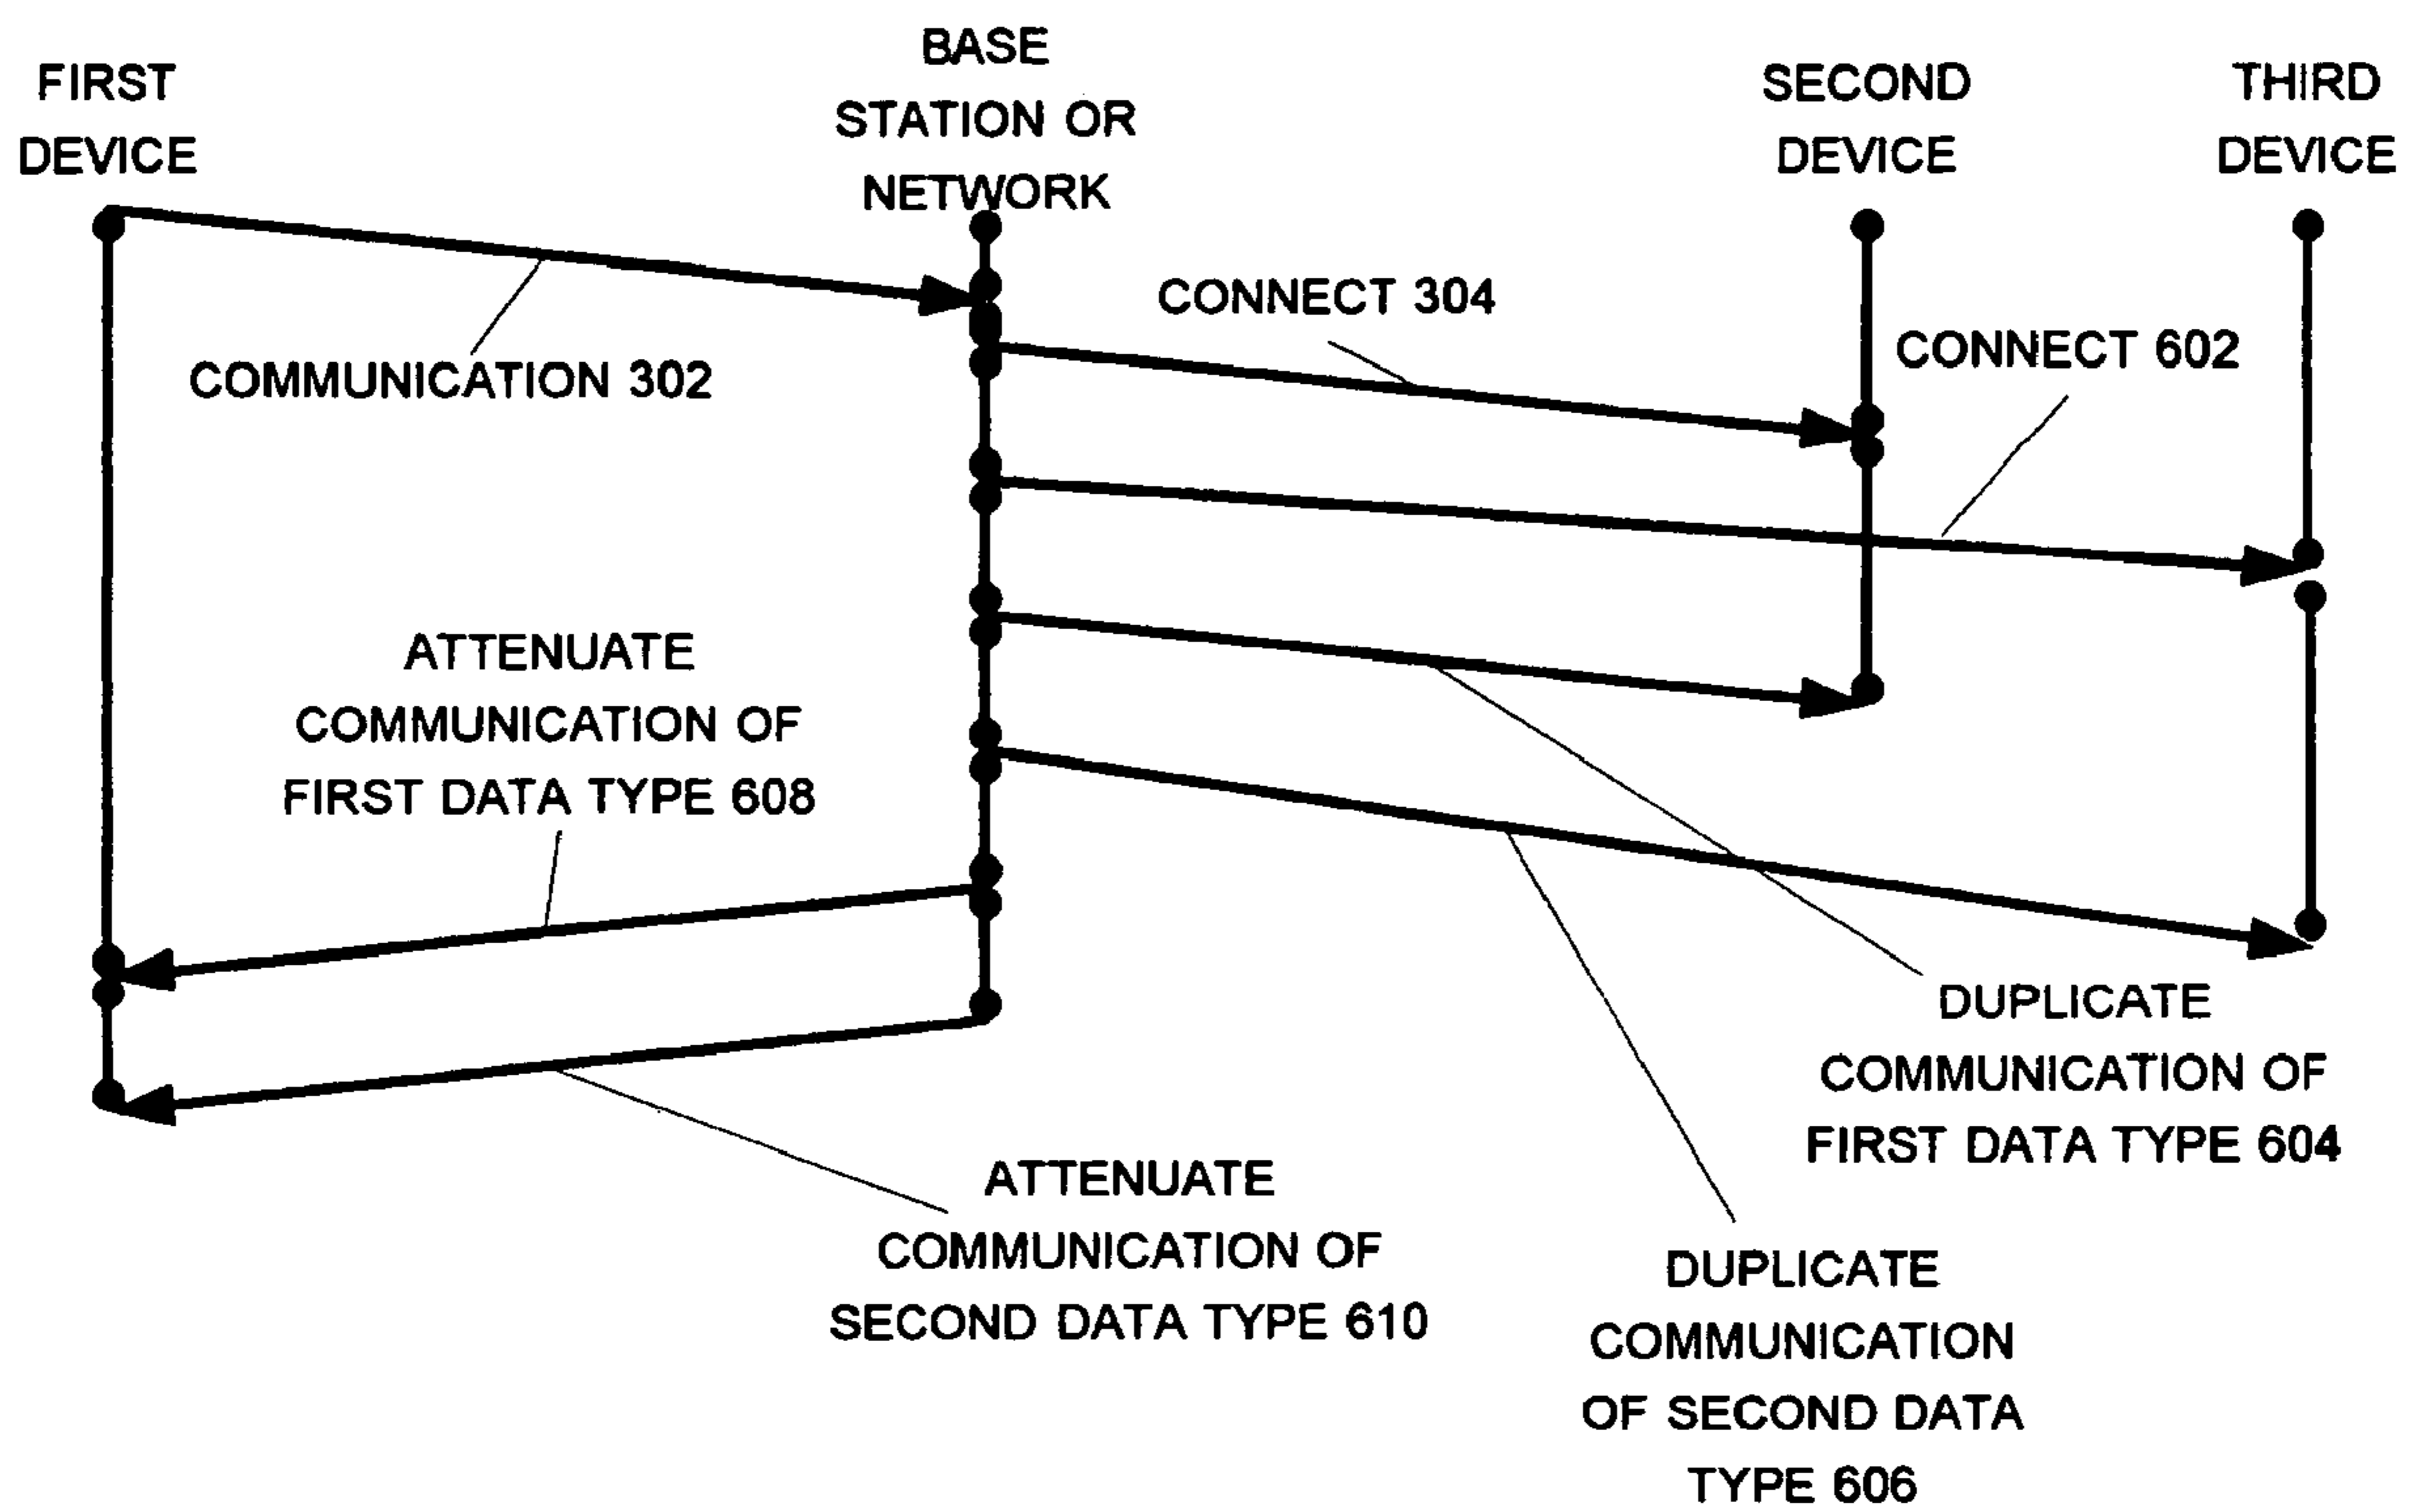 FIRST
DEVICE
BASE
STATION OR
NETWORK
SECOND
DEVICE
THIRD
DEVICE
CONNECT 304
CONNECT 602
COMMUNICATION 302
ATTENUATE
COMMUNICATION OF
FIRST DATA TYPE 608
DUPLICATE
COMMUNICATION OF
FIRST DATA TYPE 604
ATTENUATE
COMMUNICATION OF
SECOND DATA TYPE 610
DUPLICATE
COMMUNICATION
OF SECOND DATA
TYPE 606